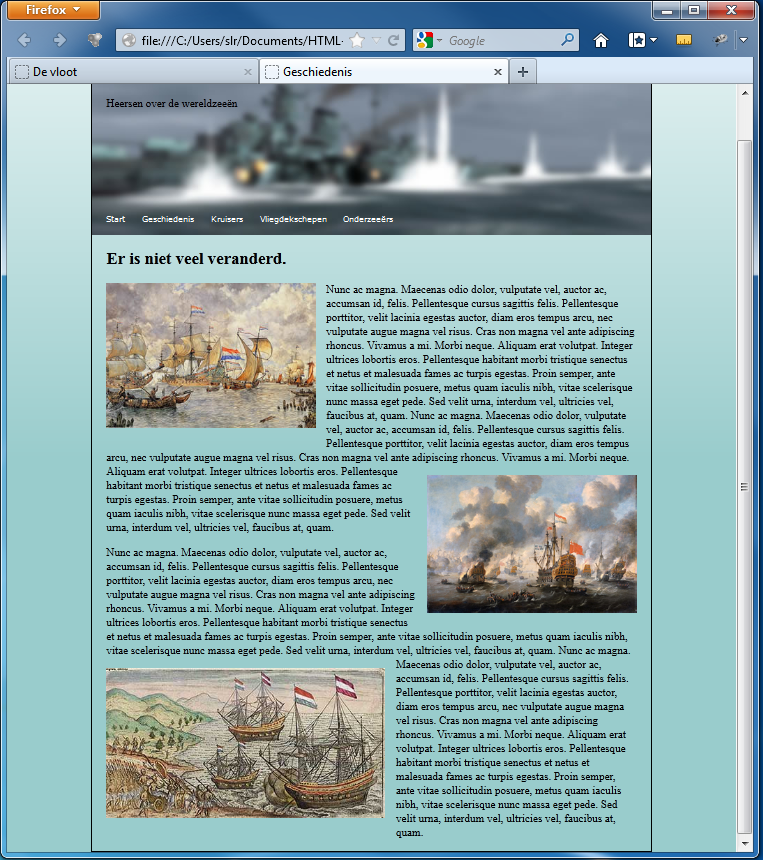 Firefox
file:///C:/Users/slr/Documents/HTML-
Google
De vloot
Geschiedenis
Heersen over de wereldzeeën
Start Geschiedenis Kruisers Vliegdekschepen Onderzeeërs
Er is niet veel veranderd.
Nunc ac magna. Maecenas odio dolor, vulputate vel, auctor ac,
accumsan id, felis. Pellentesque cursus sagittis felis. Pellentesque
porttitor, velit lacinia egestas auctor, diam eros tempus arcu, nec
vulputate augue magna vel risus. Cras non magna vel ante adipiscing
rhoncus. Vivamus a mi. Morbi neque. Aliquam erat volutpat. Integer
ultrices lobortis eros. Pellentesque habitant morbi tristique senectus
et netus et malesuada fames ac turpis egestas. Proin semper, ante
vitae sollicitudin posuere, metus quam iaculis nibh, vitae scelerisque
nunc massa eget pede. Sed velit urna, interdum vel, ultricies vel,
faucibus at, quam. Nunc ac magna. Maecenas odio dolor, vulputate
vel, auctor ac, accumsan id, felis. Pellentesque cursus sagittis felis.
Pellentesque porttitor, velit lacinia egestas auctor, diam eros tempus
arcu, nec vulputate augue magna vel risus. Cras non magna vel ante adipiscing rhoncus. Vivamus a mi. Morbi neque.
Aliquam erat volutpat. Integer ultrices lobortis eros. Pellentesque
habitant morbi tristique senectus et netus et malesuada fames ac
turpis egestas. Proin semper, ante vitae sollicitudin posuere, metus
quam iaculis nibh, vitae scelerisque nunc massa eget pede. Sed velit
urna, interdum vel, ultricies vel, faucibus at, quam.
Nunc ac magna. Maecenas odio dolor, vulputate vel, auctor ac,
accumsan id, felis. Pellentesque cursus sagittis felis. Pellentesque
porttitor, velit lacinia egestas auctor, diam eros tempus arcu, nec
vulputate augue magna vel risus. Cras non magna vel ante adipiscing
rhoncus. Vivamus a mi. Morbi neque. Aliquam erat volutpat. Integer
ultrices lobortis eros. Pellentesque habitant morbi tristique senectus
et netus et malesuada fames ac turpis egestas. Proin semper, ante vitae sollicitudin posuere, metus quam iaculis nibh,
vitae scelerisque nunc massa eget pede. Sed velit urna, interdum vel, ultricies vel, faucibus at, quam. Nunc ac magna.
Maecenas odio dolor, vulputate vel, auctor ac,
accumsan id, felis. Pellentesque cursus sagittis felis.
Pellentesque porttitor, velit lacinia egestas auctor,
diam eros tempus arcu, nec vulputate augue magna
vel risus. Cras non magna vel ante adipiscing
rhoncus. Vivamus a mi. Morbi neque. Aliquam erat
volutpat. Integer ultrices lobortis eros. Pellentesque
habitant morbi tristique senectus et netus et
malesuada fames ac turpis egestas. Proin semper,
ante vitae sollicitudin posuere, metus quam iaculis
nibh, vitae scelerisque nunc massa eget pede. Sed
velit urna, interdum vel, ultricies vel, faucibus at,
quam.